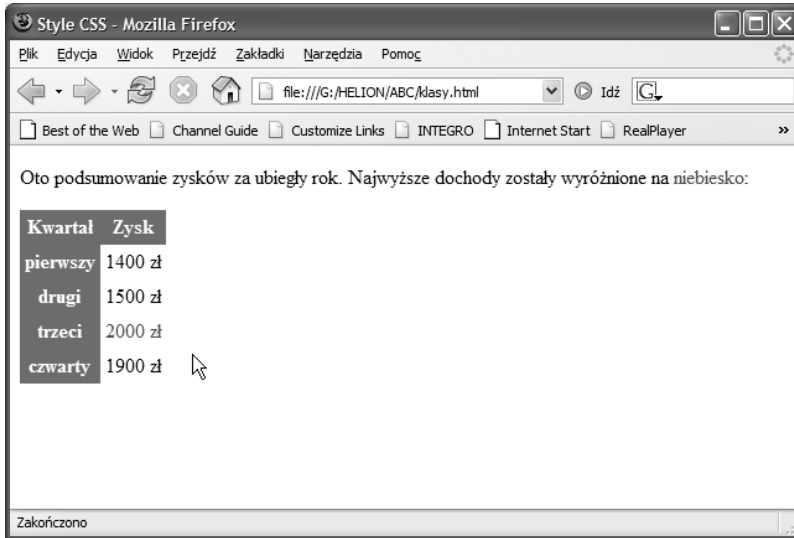 Style CSS - Mozilla Firefox
Plik Edycja Widok Przejdź Zakładki Narzędzia Pomoc
file:///G:/HELION/ABC/klasy.html Idź G
Best of the Web Channel Guide Customize Links INTEGRO Internet Start RealPlayer »
Oto podsumowanie zysków za ubiegły rok. Najwyższe dochody zostały wyróżnione na niebiesko:
Kwartał Zysk
pierwszy 1400 zł
drugi 1500 zł
trzeci 2000 zł
czwarty 1900 zł
Zakończono